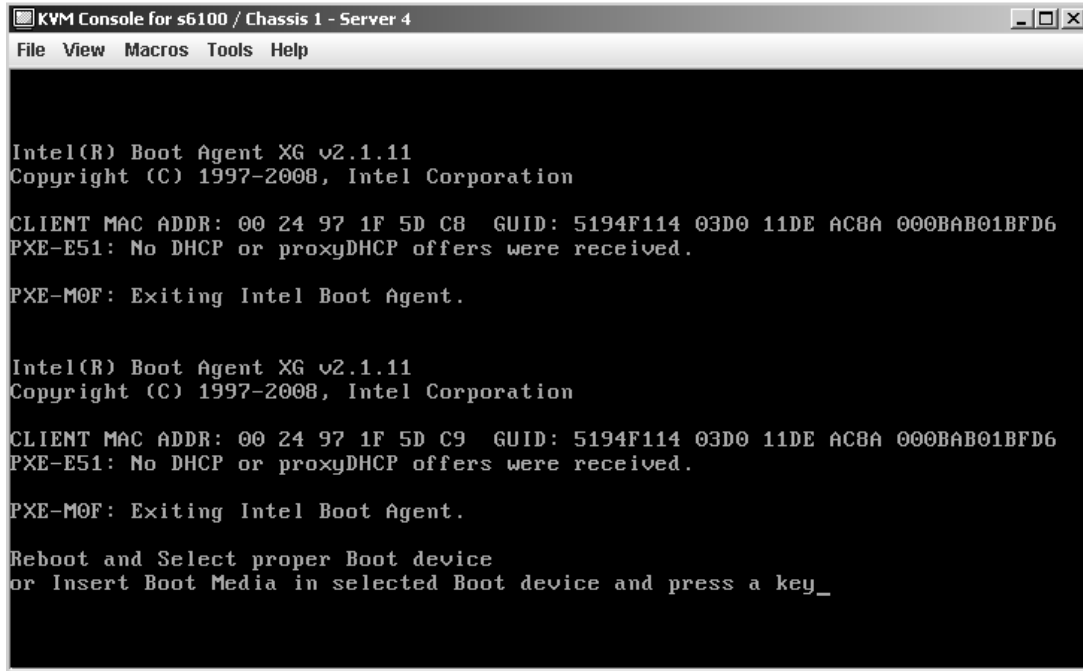 KVM Console for s6100 / Chassis 1 - Server 4
File View Macros Tools Help
Intel(R) Boot Agent XG v2.1.11
Copyright (C) 1997-2008, Intel Corporation
CLIENT MAC ADDR: 00 24 97 1F 5D C8 GUID: 5194F114 03D0 11DE AC8A 000BAB01BFD6
PXE-E51: No DHCP or proxyDHCP offers were received.
PXE-M0F: Exiting Intel Boot Agent.
Intel(R) Boot Agent XG v2.1.11
Copyright (C) 1997-2008, Intel Corporation
CLIENT MAC ADDR: 00 24 97 1F 5D C9 GUID: 5194F114 03D0 11DE AC8A 000BAB01BFD6
PXE-E51: No DHCP or proxyDHCP offers were received.
PXE-M0F: Exiting Intel Boot Agent.
Reboot and Select proper Boot device
or Insert Boot Media in selected Boot device and press a key_